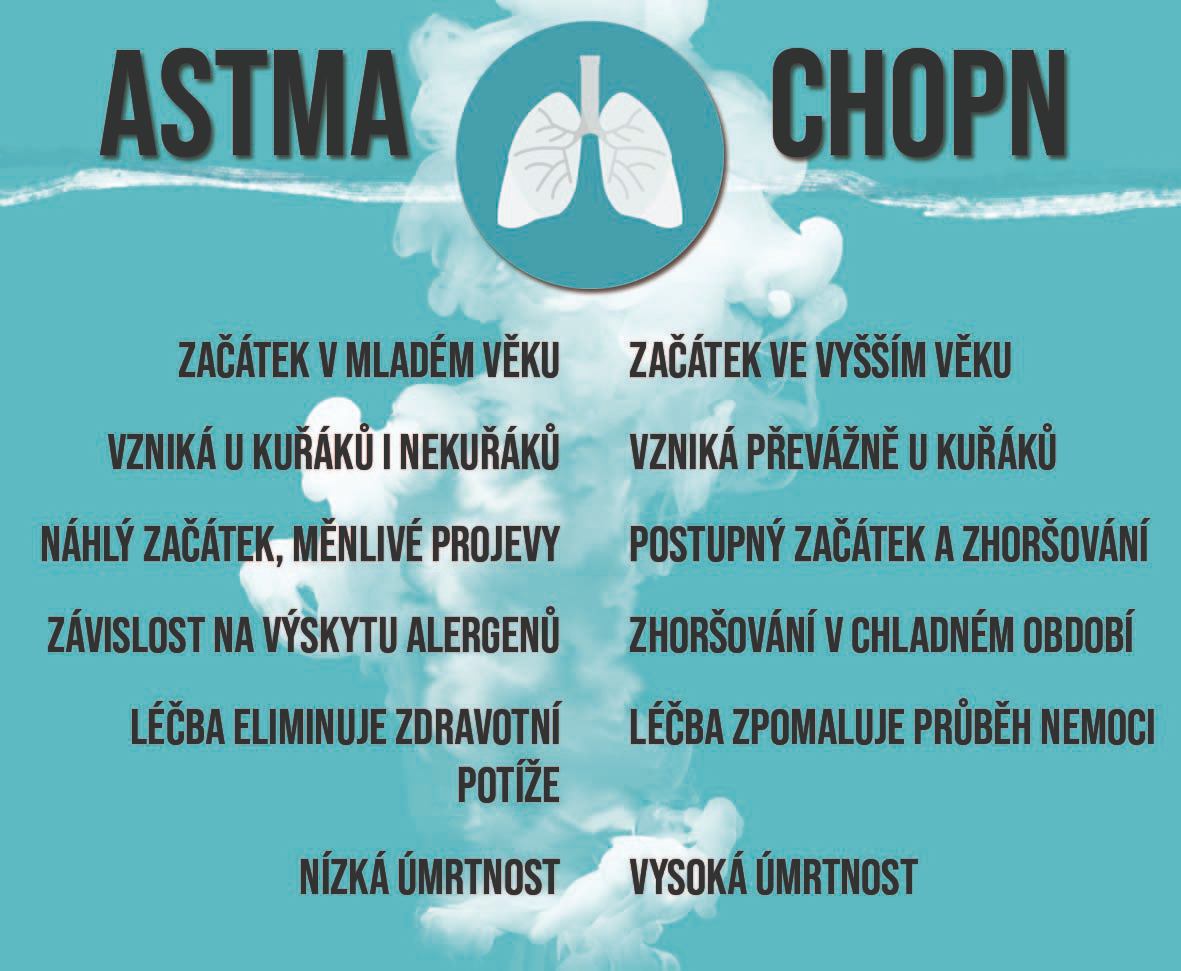 ASTMA
CHOPN
ZAČÁTEK V MLADÉM VĚKU
ZAČÁTEK VE VYŠŠÍM VĚKU
VZNIKÁ U KUŘÁKŮ I NEKUŘÁKŮ
VZNIKÁ PŘEVÁŽNĚ U KUŘÁKŮ
NÁHLÝ ZAČÁTEK, MĚNLIVÉ PROJEVY
POSTUPNÝ ZAČÁTEK A ZHORŠOVÁNÍ
ZÁVISLOST NA VÝSKYTU ALERGENŮ
ZHORŠOVÁNÍ V CHLADNÉM OBDOBÍ
LÉČBA ELIMINUJE ZDRAVOTNÍ
POTÍŽE
LÉČBA ZPOMALUJE PRŮBĚH NEMOCI
NÍZKÁ ÚMRTNOST
VYSOKÁ ÚMRTNOST